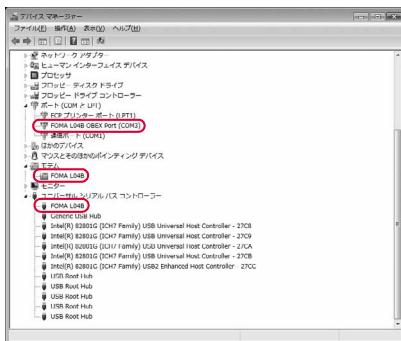 デバイス マネージャー
ファイル(F) 操作(A) 表示(V) ヘルプ(H)
ネットワーク アダプター
ヒューマン インターフェイス デバイス
プロセッサ
フロッピー ディスク ドライブ
フロッピー ドライブ コントローラー
ポート (COM と LPT)
ECP プリンター ポート (LPT1)
FOMA L04B OBEX Port (COM3)
通信ポート (COM1)
ほかのデバイス
マウスとそのほかのポインティング デバイス
モデム
FOMA L04B
モニター
ユニバーサル シリアル バス コントローラー
FOMA L04B
Generic USB Hub
Intel(R) 82801G (ICH7 Family) USB Universal Host Controller - 27C8
Intel(R) 82801G (ICH7 Family) USB Universal Host Controller - 27C9
Intel(R) 82801G (ICH7 Family) USB Universal Host Controller - 27CA
Intel(R) 82801G (ICH7 Family) USB Universal Host Controller - 27CB
Intel(R) 82801G (ICH7 Family) USB2 Enhanced Host Controller - 27CC
USB Root Hub
USB Root Hub
USB Root Hub
USB Root Hub